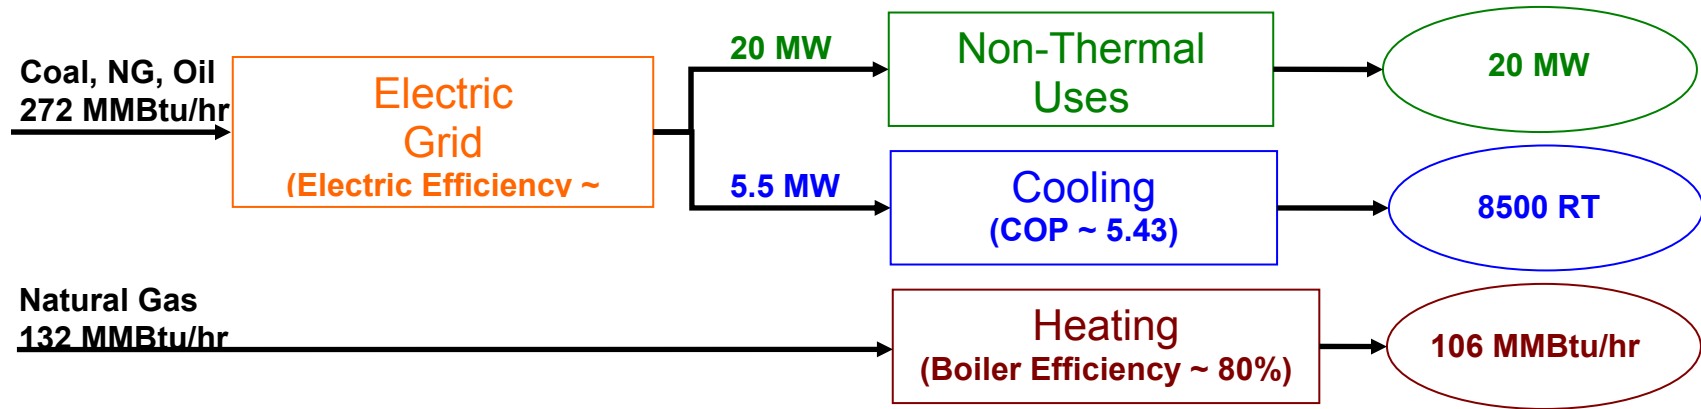 Coal, NG, Oil
272 MMBtu/hr
Electric
Grid
(Electric Efficiency ~
20 MW
Non-Thermal
Uses
20 MW
5.5 MW
Cooling
(COP ~ 5.43)
8500 RT
Natural Gas
132 MMBtu/hr
Heating
(Boiler Efficiency ~ 80%)
106 MMBtu/hr